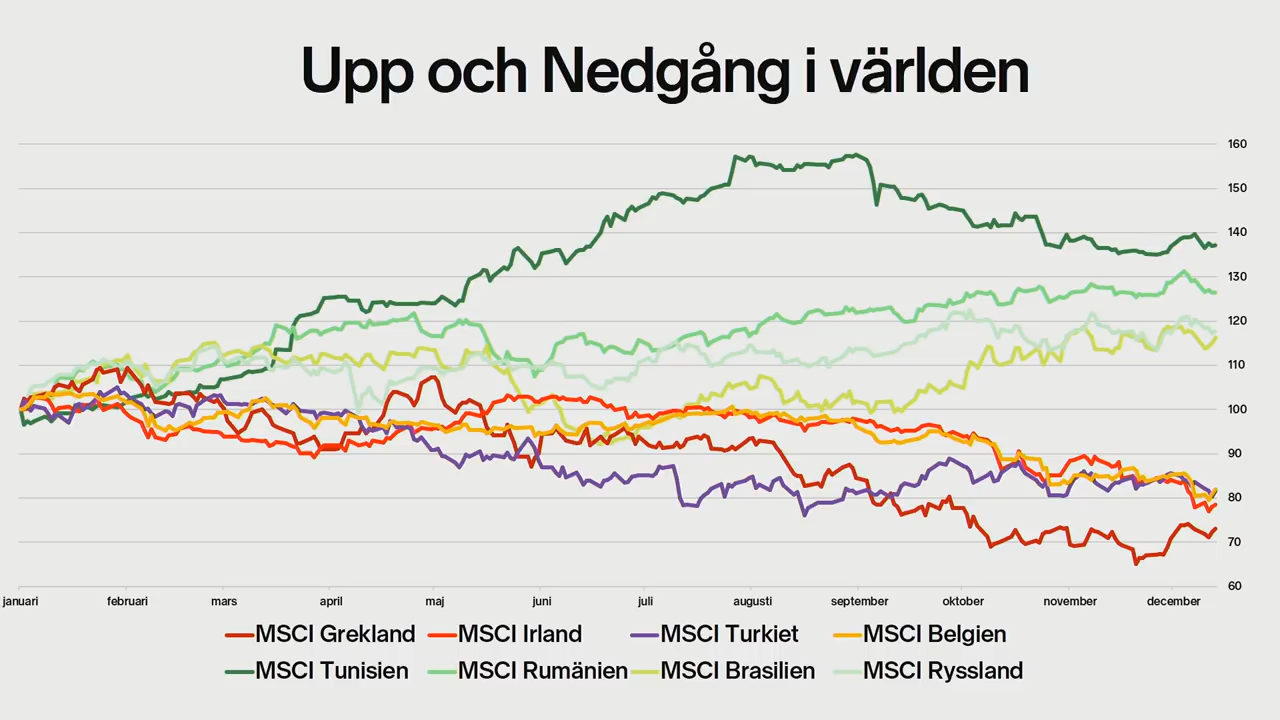 Upp och Nedgång i världen
160
150
140
130
120
110
100
90
80
70
60
januari februari mars april maj juni juli augusti september oktober november december
MSCI Grekland MSCI Irland MSCI Turkiet MSCI Belgien
MSCI Tunisien MSCI Rumänien MSCI Brasilien MSCI Ryssland